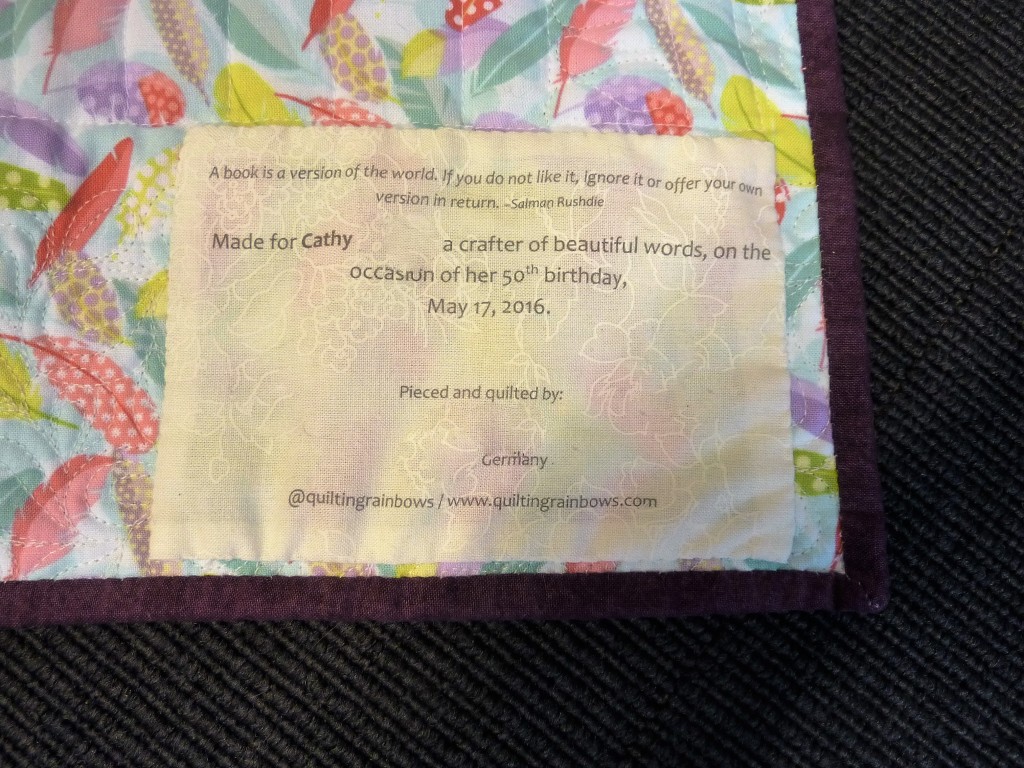 A book is a version of the world. If you do not like it, ignore it or offer your own
version in return. –Salman Rushdie
Made for Cathy a crafter of beautiful words, on the
occasion of her 50th birthday,
May 17, 2016.
Pieced and quilted by:
Germany
@quiltingrainbows / www.quiltingrainbows.com